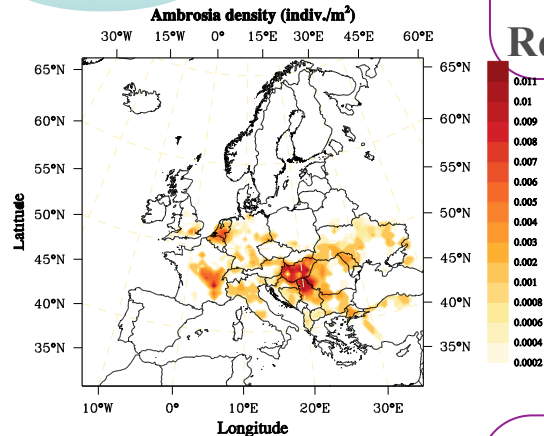 Ambrosia density (indiv./m²)
30°W 15°W 0° 15°E 30°E 45°E 60°E
65°N 65°N
60°N 60°N
55°N 55°N
50°N 50°N
45°N 45°N
40°N 40°N
35°N 35°N
Latitude
10°W 0° 10°E 20°E 30°E
Longitude
0.011
0.01
0.009
0.008
0.007
0.006
0.005
0.004
0.003
0.002
0.001
0.0008
0.0006
0.0004
0.0002